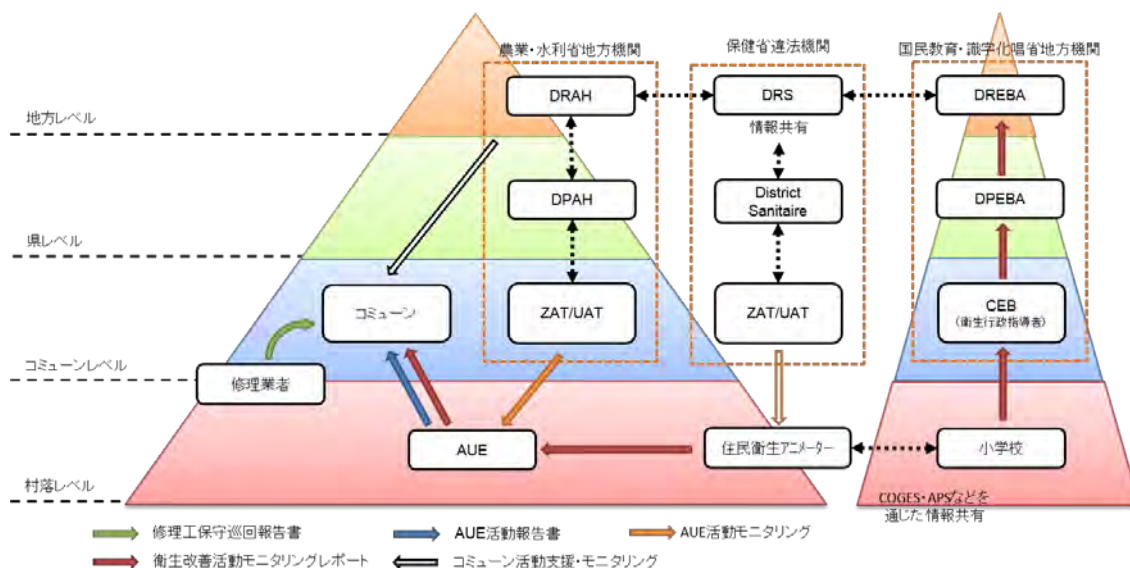 農業・水利省地方機関
保健省違法機関
国民教育・識字化唱省地方機関
DRAH
DRS
DREBA
地方レベル
情報共有
DPAH
District
Sanitaire
DPEBA
県レベル
コミューン
ZAT/UAT
ZAT/UAT
CEB
(衛生行政指導者)
コミューンレベル
修理業者
AUE
住民衛生アニメーター
小学校
村落レベル
COGES・APSなどを
通じた情報共有
修理工保守巡回報告書
AUE活動報告書
AUE活動モニタリング
衛生改善活動モニタリングレポート
コミューン活動支援・モニタリング